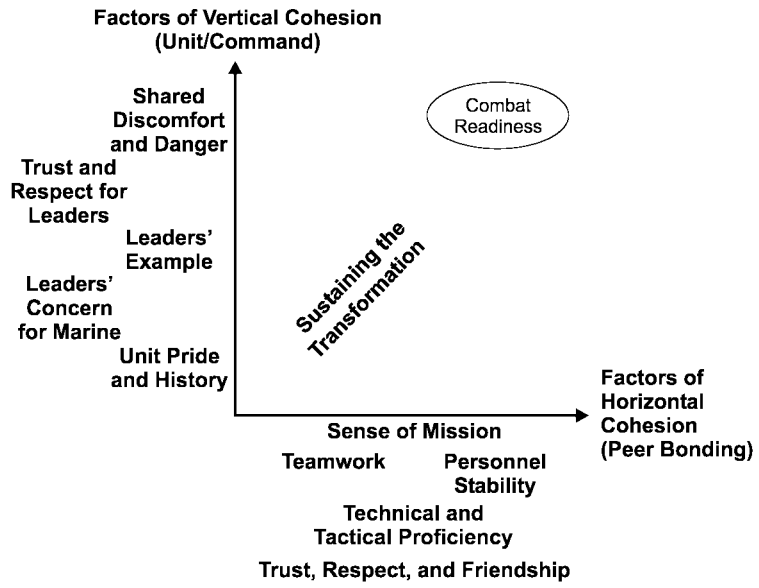 Factors of Vertical Cohesion
(Unit/Command)
Shared
Discomfort
and Danger
Trust and
Respect for
Leaders
Leaders’
Example
Leaders’
Concern
for Marine
Unit Pride
and History
Combat
Readiness
Sustaining the
Transformation
Factors of
Horizontal
Cohesion
(Peer Bonding)
Sense of Mission
Teamwork
Personnel
Stability
Technical and
Tactical Proficiency
Trust, Respect, and Friendship